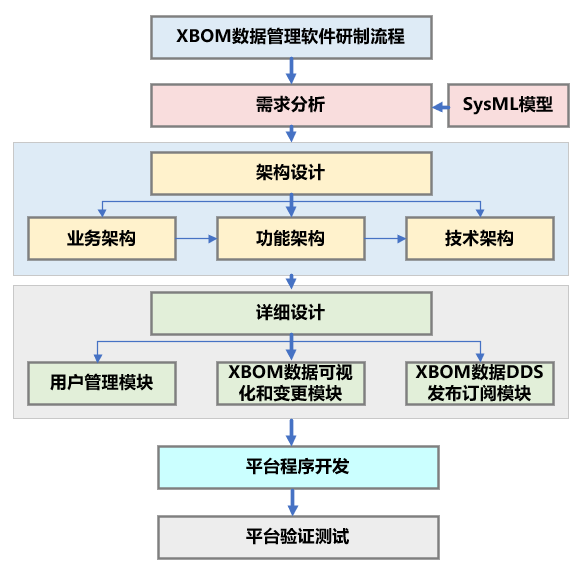 XBOM数据管理软件研制流程
需求分析
SysML模型
架构设计
业务架构
功能架构
技术架构
详细设计
用户管理模块
XBOM数据可视
化和变更模块
XBOM数据DDS
发布订阅模块
平台程序开发
平台验证测试